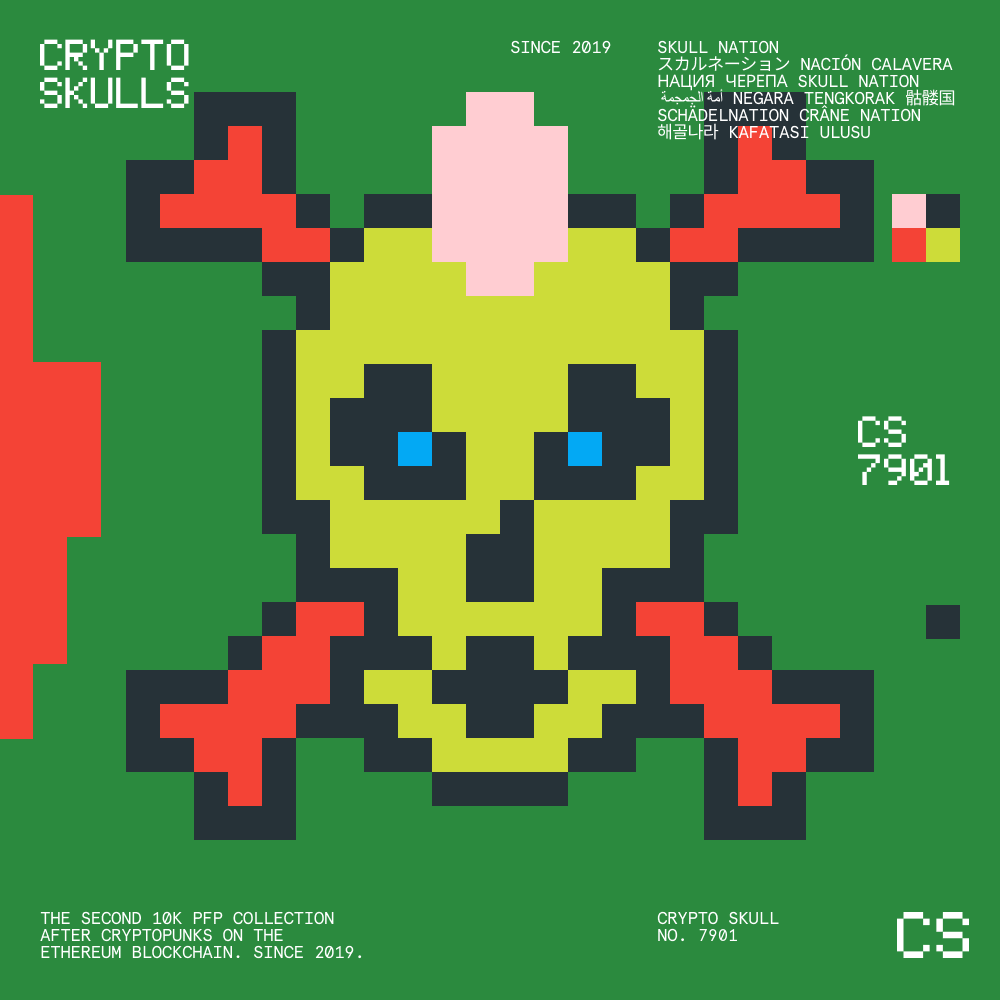 CRYPTO
SKULLS
SINCE 2019
SKULL NATION
スカルネーション NACIÓN CALAVERA
НАЦИЯ ЧЕРЕПА SKULL NATION
أمة الجمجمة NEGARA TENGKORAK 骷髅国
SCHÄDELNATION CRÂNE NATION
해골나라 KAFATASI ULUSU
CS
7901
THE SECOND 10K PFP COLLECTION
AFTER CRYPTOPUNKS ON THE
ETHEREUM BLOCKCHAIN. SINCE 2019.
CRYPTO SKULL
NO. 7901
CS